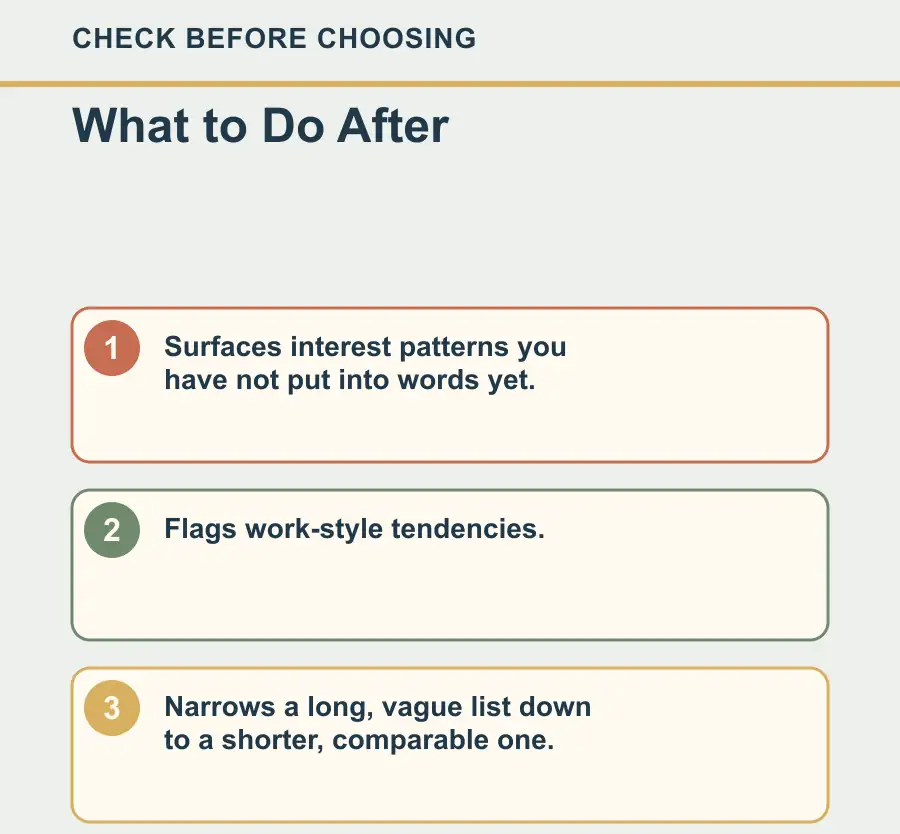 CHECK BEFORE CHOOSING
What to Do After
1
Surfaces interest patterns you
have not put into words yet.
2
Flags work-style tendencies.
3
Narrows a long, vague list down
to a shorter, comparable one.